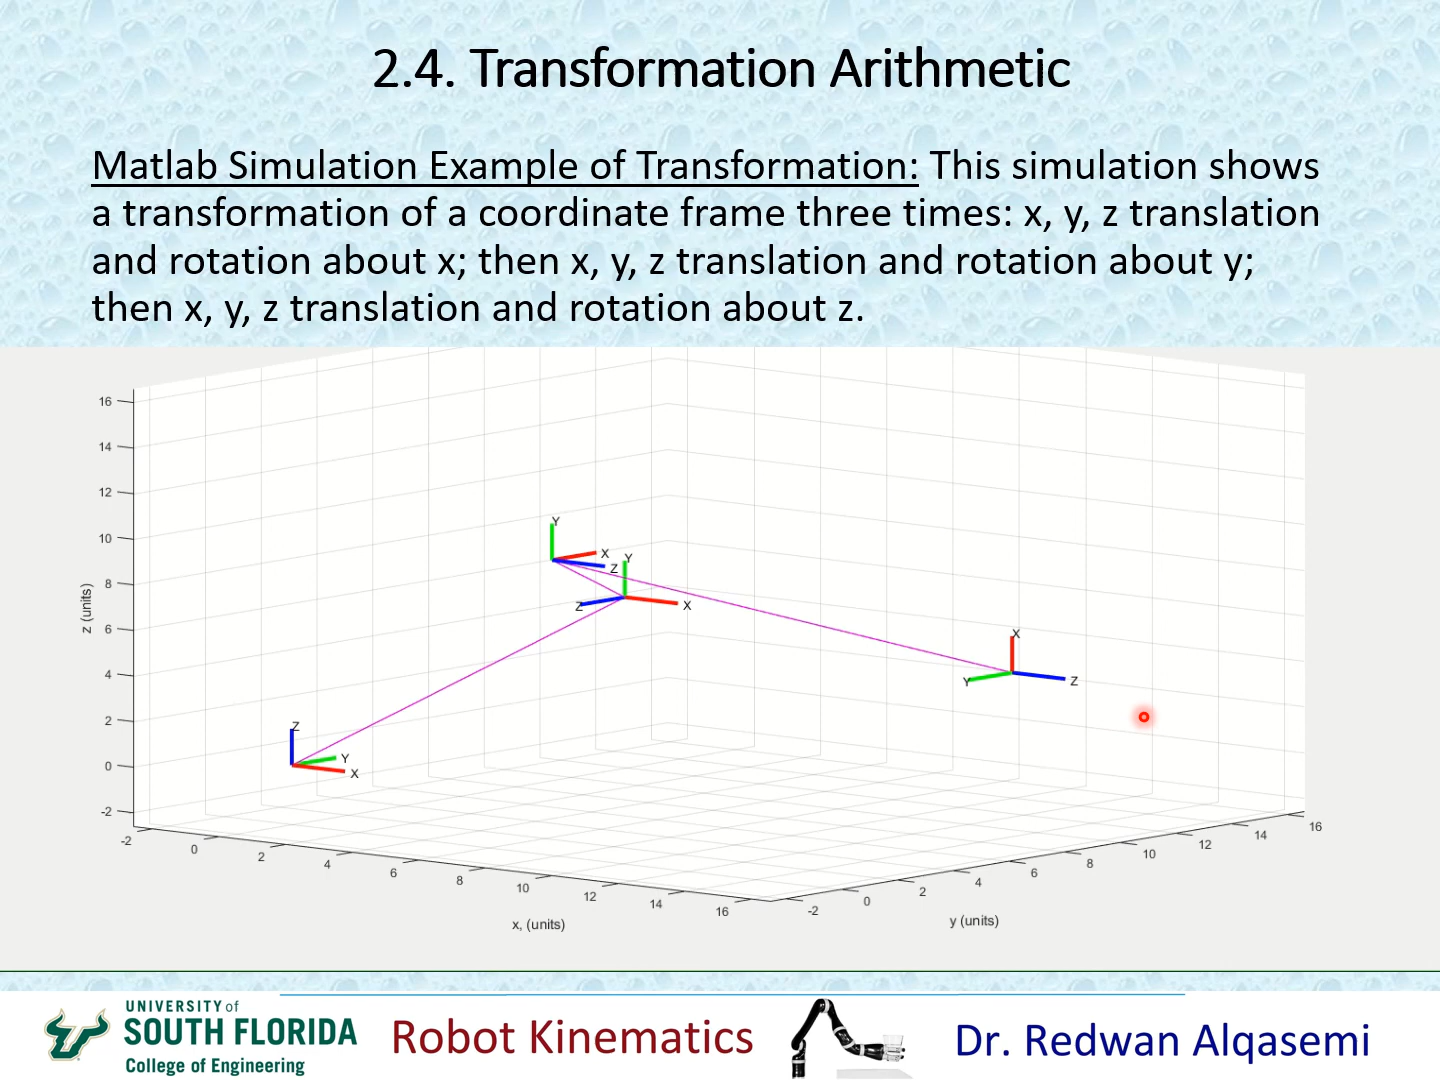 2.4. Transformation Arithmetic
Matlab Simulation Example of Transformation: This simulation shows
a transformation of a coordinate frame three times: x, y, z translation
and rotation about x; then x, y, z translation and rotation about y;
then x, y, z translation and rotation about z.
16
14
12
10
8
6
4
2
0
-2
z (units)
Y
X
Z
Y
Z
X
X
Y
Z
Z
Y
X
-2
0
2
4
6
8
10
12
14
16
x, (units)
-2
0
2
4
6
8
10
12
14
16
y (units)
UNIVERSITY of
SOUTH FLORIDA
College of Engineering
Robot Kinematics
Dr. Redwan Alqasemi